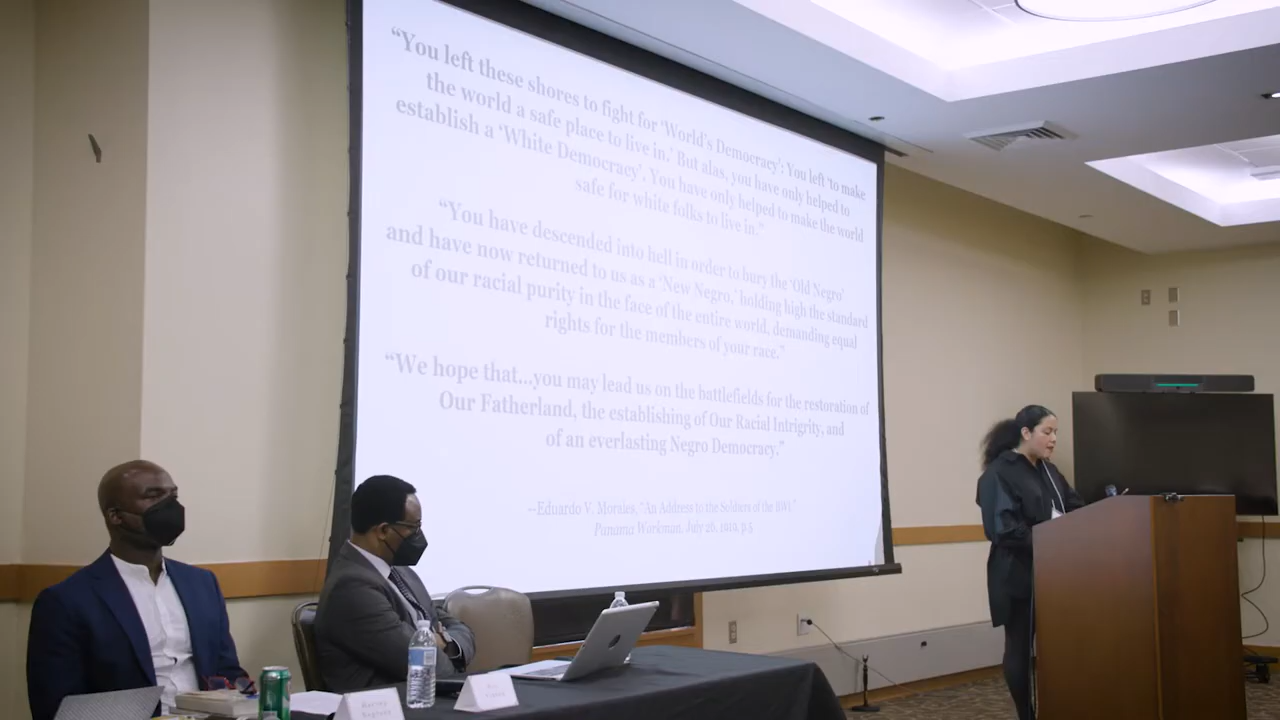 “You left these shores to fight for ‘World’s Democracy’: You left ‘to make
the world a safe place to live in.’ But alas, you have only helped to
establish a ‘White Democracy’. You have only helped to make the world
safe for white folks to live in.”
“You have descended into hell in order to bury the ‘Old Negro’
and have now returned to us as a ‘New Negro,’ holding high the standard
of our racial purity in the face of the entire world, demanding equal
rights for the members of your race.”
“We hope that...you may lead us on the battlefields for the restoration of
Our Fatherland, the establishing of Our Racial Intrigrity, and
of an everlasting Negro Democracy.”
--Eduardo V. Morales, “An Address to the Soldiers of the BWI”
Panama Workman, July 26, 1919, p.5